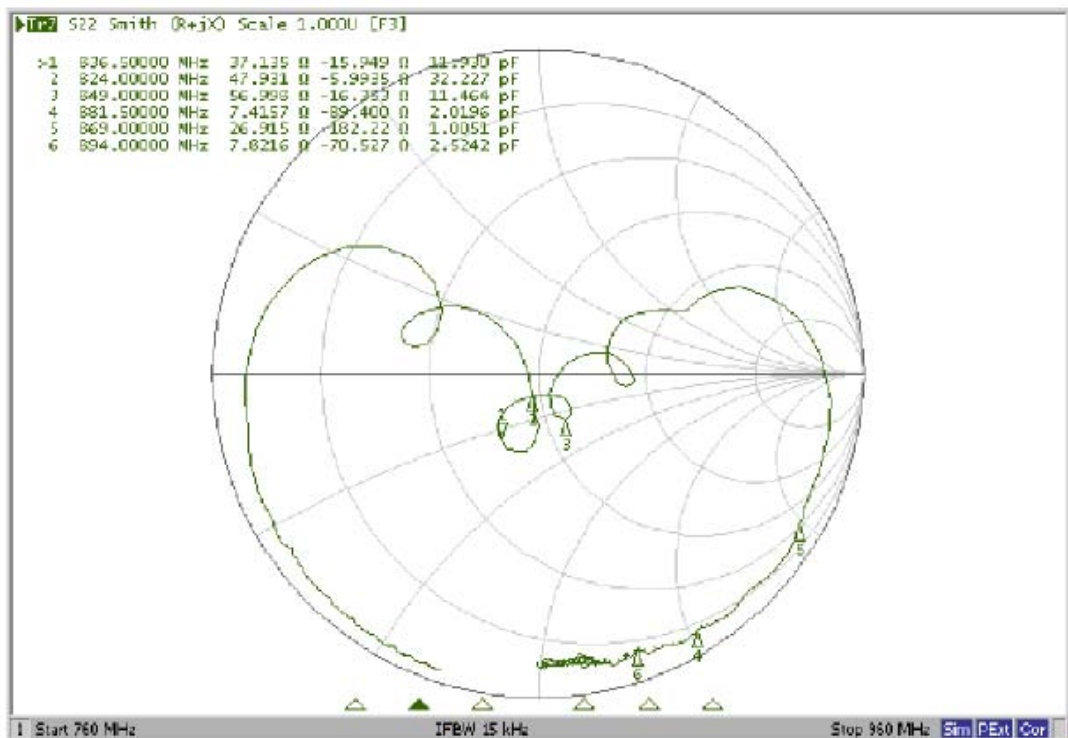 Tr2 S22 Smith (R+jX) Scale 1.000U [F3]
>1 836.50000 MHz 37.135 Ω -15.949 Ω 11.930 pF
2 824.00000 MHz 47.931 Ω -5.9935 Ω 32.227 pF
3 849.00000 MHz 56.998 Ω -16.353 Ω 11.464 pF
4 881.50000 MHz 7.4157 Ω -89.400 Ω 2.0196 pF
5 869.00000 MHz 26.915 Ω -182.22 Ω 1.0051 pF
6 894.00000 MHz 7.8216 Ω -70.527 Ω 2.5242 pF
3
5
4
6
1 Start 760 MHz IFBW 15 kHz Stop 960 MHz Sim PExt Cor